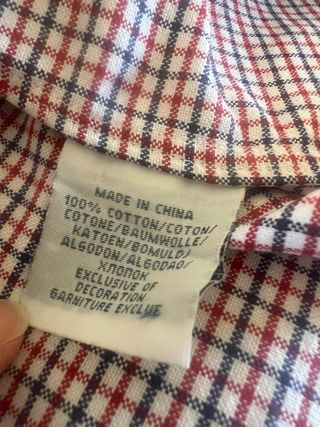 MADE IN CHINA
100% COTTON/COTON/
COTONE/BAUMWOLLE/
KATOEN/BOMULD/
ALGODON/ALGODAO/
ХЛОПОК
EXCLUSIVE OF
DECORATION
GARNITURE EXCLUE